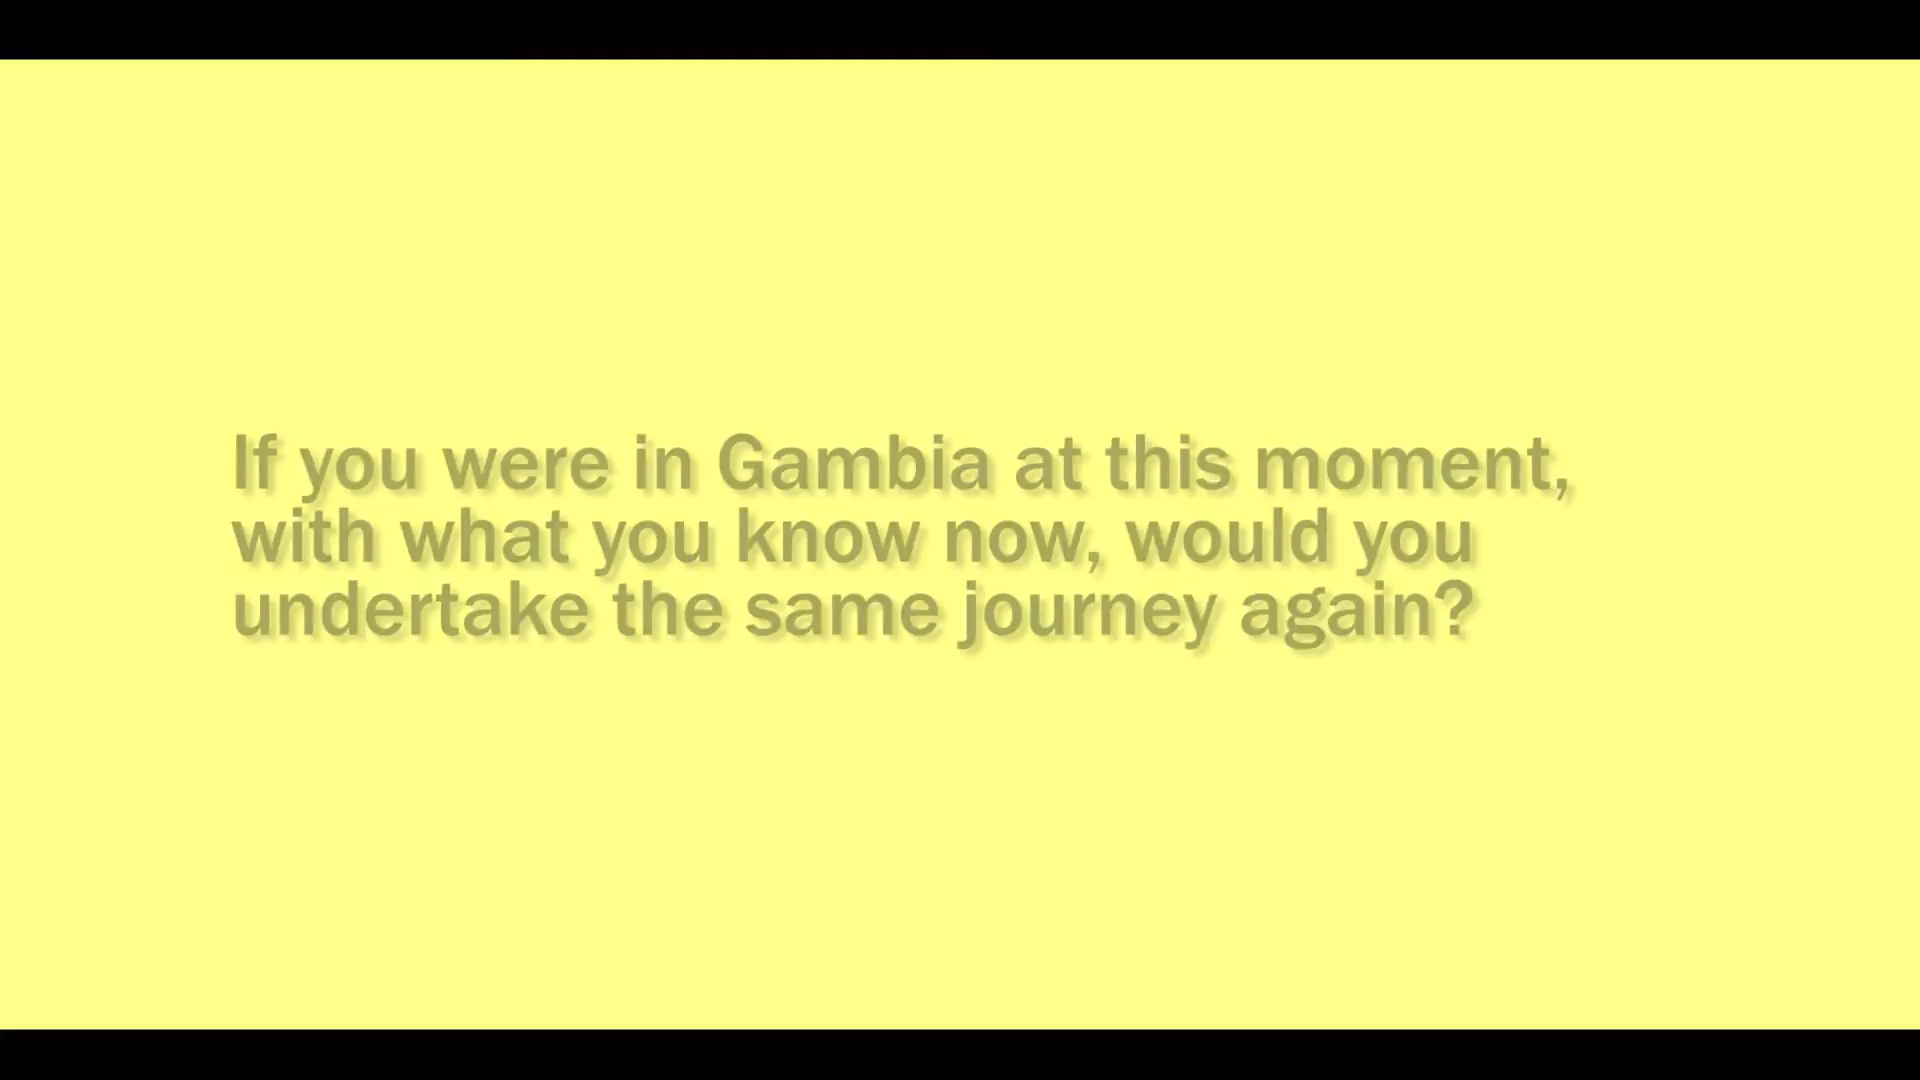 If you were in Gambia at this moment,
with what you know now, would you
undertake the same journey again?